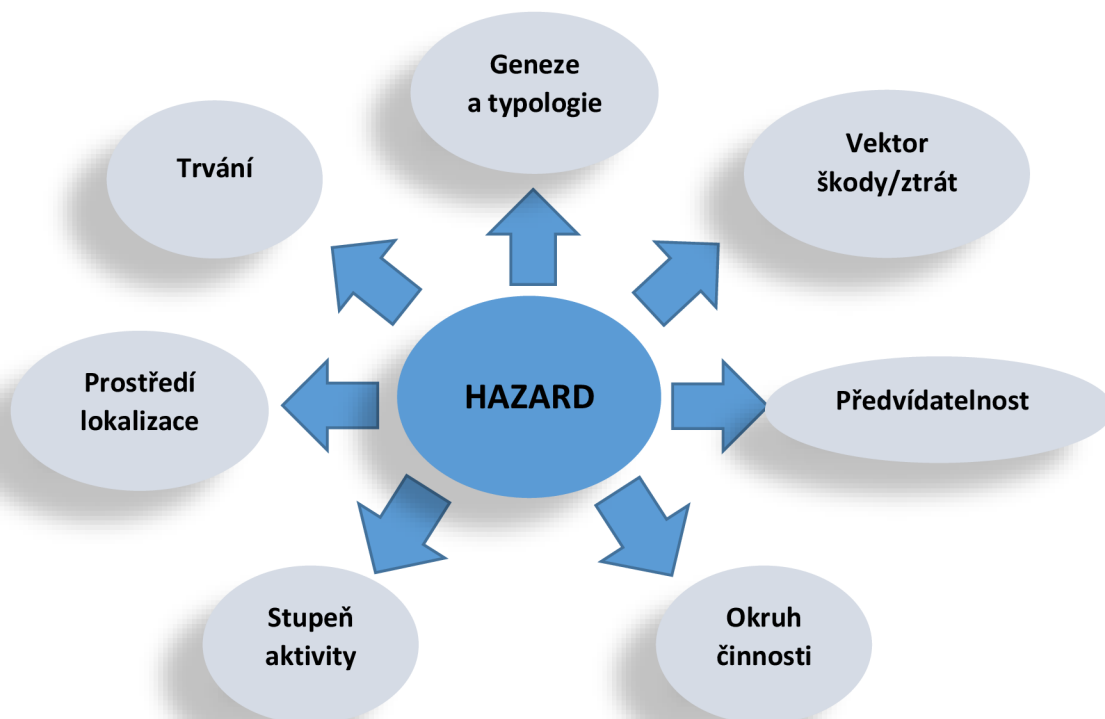 Geneze
a typologie
Vektor
škody/ztrát
Trvání
Předvídatelnost
HAZARD
Prostředí
lokalizace
Okruh
činnosti
Stupeň
aktivity